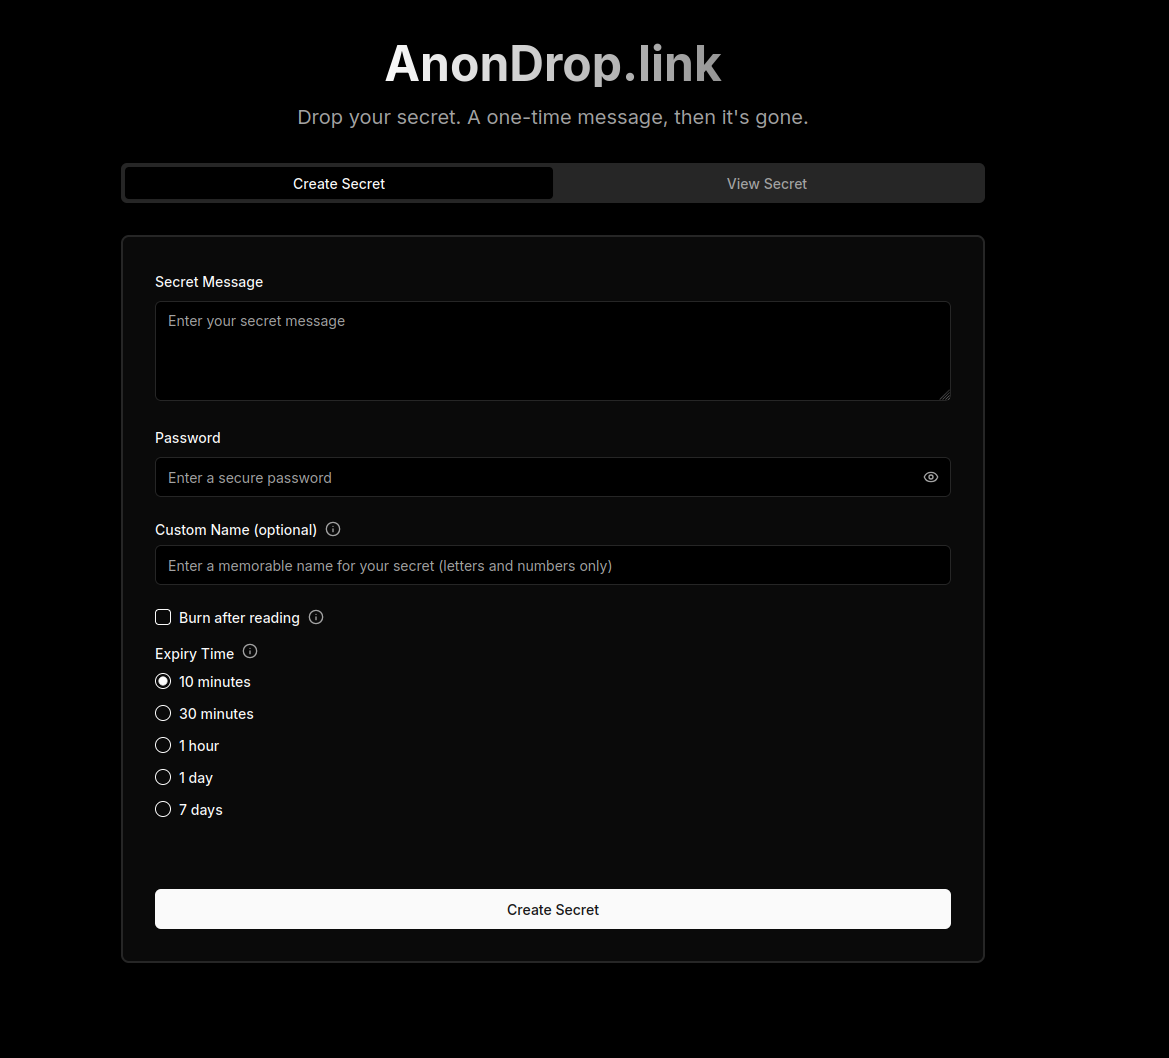 AnonDrop.link
Drop your secret. A one-time message, then it's gone.
Create Secret
View Secret
Secret Message
Enter your secret message
Password
Enter a secure password
Custom Name (optional)
Enter a memorable name for your secret (letters and numbers only)
Burn after reading
Expiry Time
10 minutes
30 minutes
1 hour
1 day
7 days
Create Secret